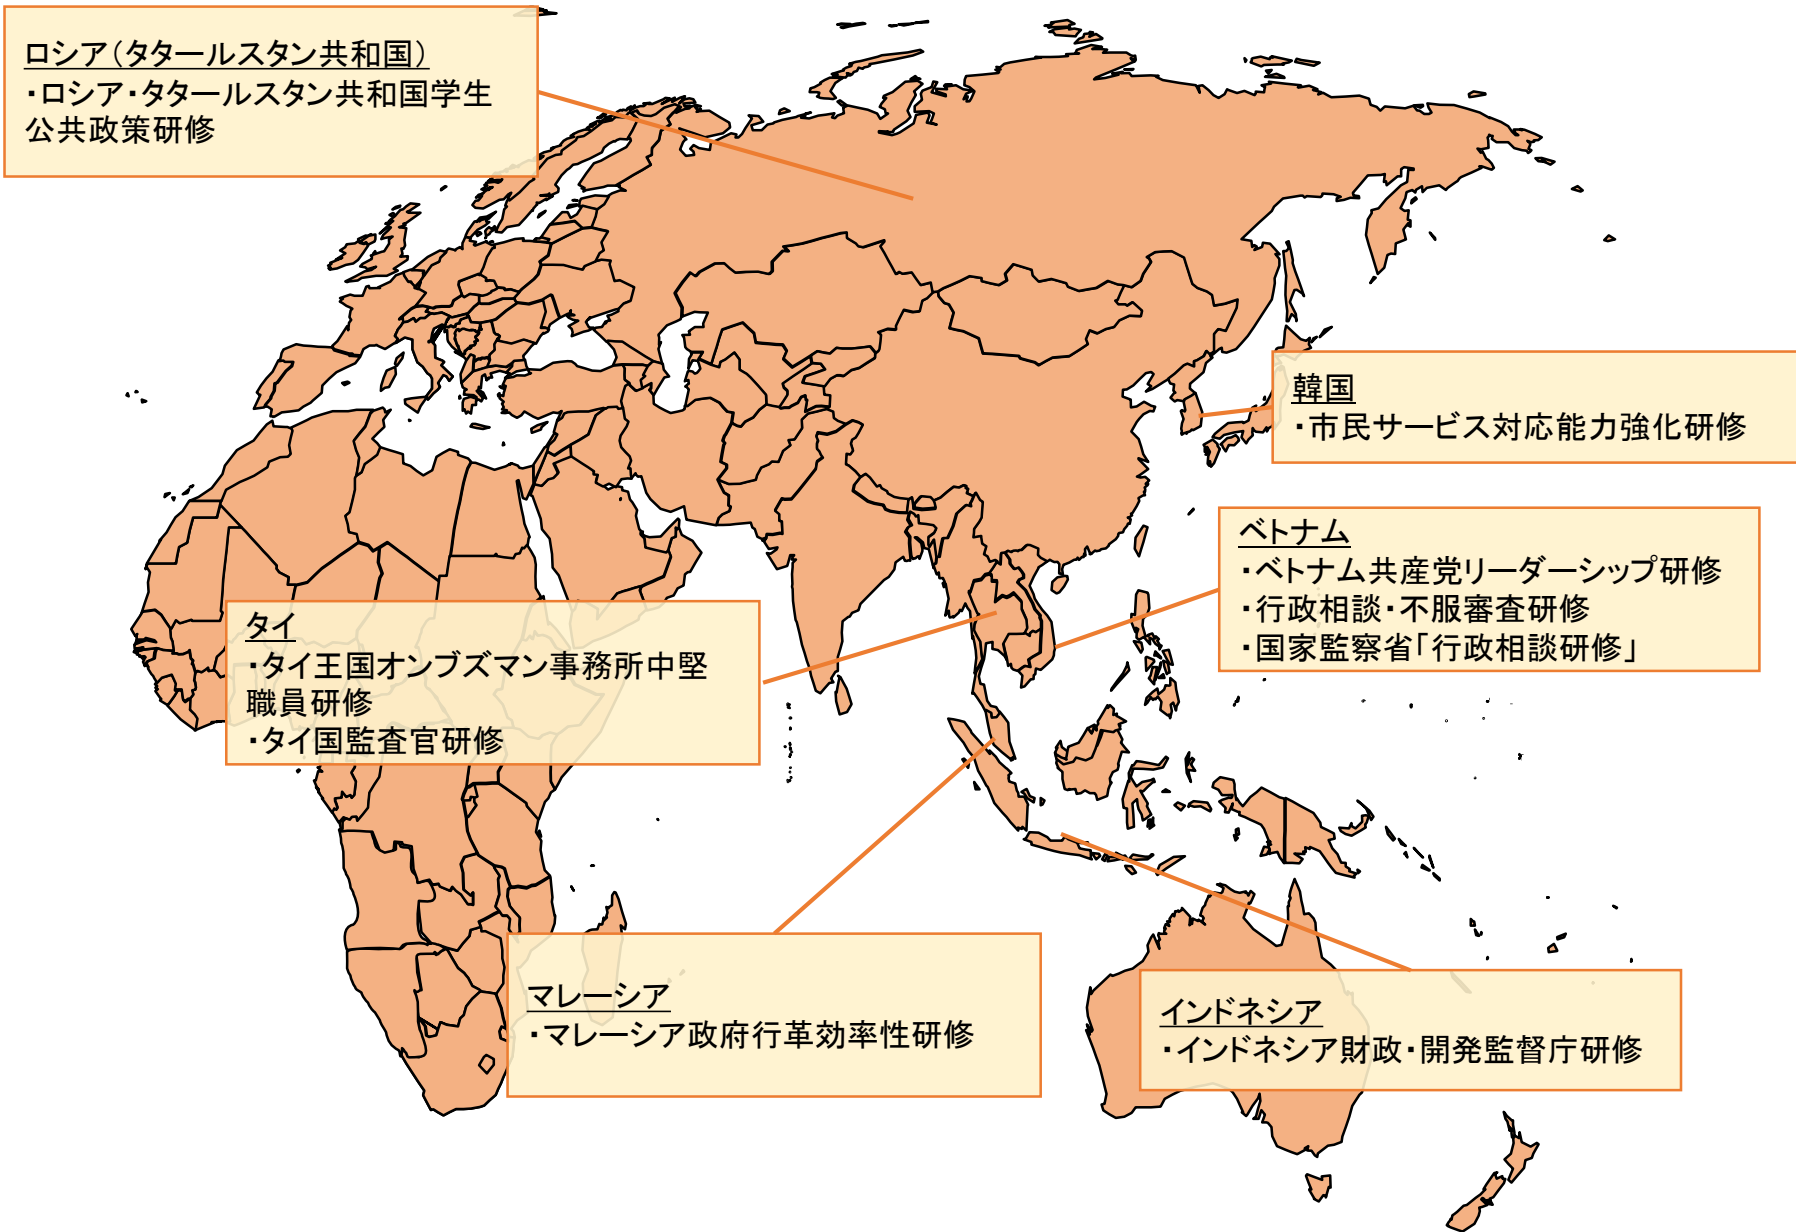 ロシア(タタールスタン共和国)
・ロシア・タタールスタン共和国学生
公共政策研修
韓国
・市民サービス対応能力強化研修
ベトナム
・ベトナム共産党リーダーシップ研修
・行政相談・不服審査研修
・国家監察省「行政相談研修」
タイ
・タイ王国オンブズマン事務所中堅
職員研修
・タイ国監査官研修
マレーシア
・マレーシア政府行革効率性研修
インドネシア
・インドネシア財政・開発監督庁研修